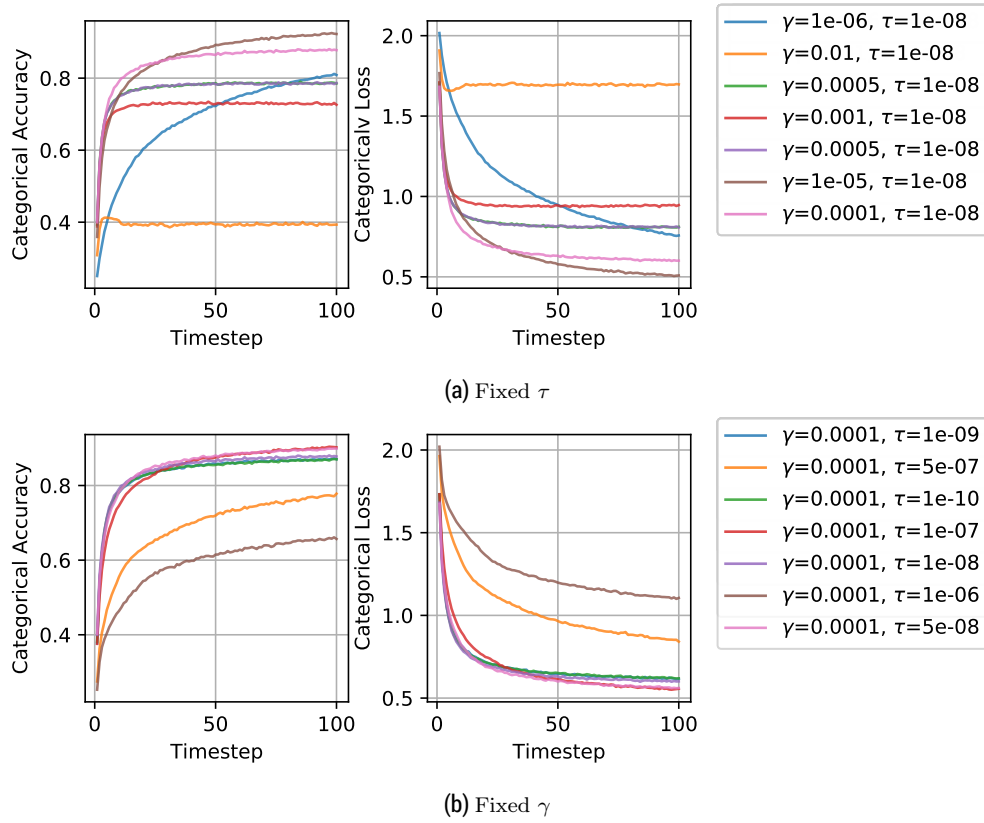 Categorical Accuracy
0.8
0.6
0.4
0
50
100
Timestep
Categoricalv Loss
2.0
1.5
1.0
0.5
0
50
100
Timestep
γ=1e-06, τ=1e-08
γ=0.01, τ=1e-08
γ=0.0005, τ=1e-08
γ=0.001, τ=1e-08
γ=0.0005, τ=1e-08
γ=1e-05, τ=1e-08
γ=0.0001, τ=1e-08
(a) Fixed τ
Categorical Accuracy
0.8
0.6
0.4
0
50
100
Timestep
Categorical Loss
2.0
1.5
1.0
0.5
0
50
100
Timestep
γ=0.0001, τ=1e-09
γ=0.0001, τ=5e-07
γ=0.0001, τ=1e-10
γ=0.0001, τ=1e-07
γ=0.0001, τ=1e-08
γ=0.0001, τ=1e-06
γ=0.0001, τ=5e-08
(b) Fixed γ